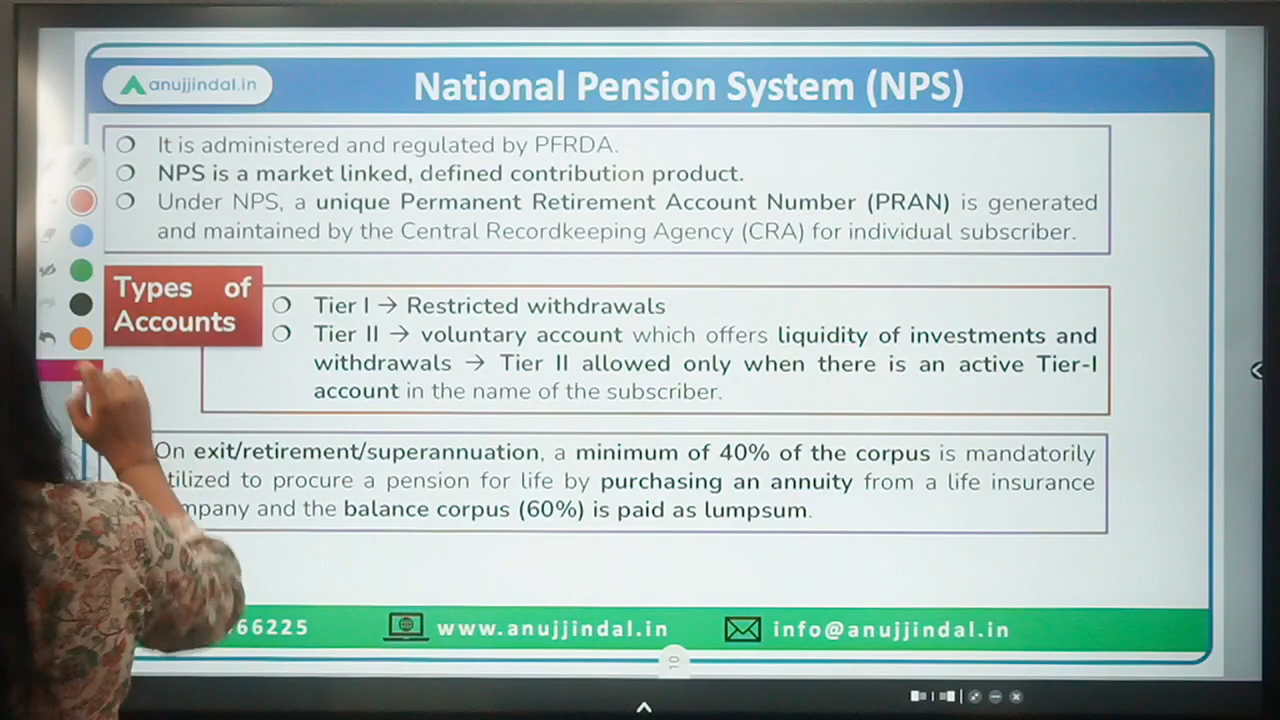 anujjindal.in
National Pension System (NPS)
It is administered and regulated by PFRDA.
NPS is a market linked, defined contribution product.
Under NPS, a unique Permanent Retirement Account Number (PRAN) is generated
and maintained by the Central Recordkeeping Agency (CRA) for individual subscriber.
Types of
Accounts
Tier I → Restricted withdrawals
Tier II → voluntary account which offers liquidity of investments and
withdrawals → Tier II allowed only when there is an active Tier-I
account in the name of the subscriber.
On exit/retirement/superannuation, a minimum of 40% of the corpus is mandatorily
tilized to procure a pension for life by purchasing an annuity from a life insurance
mpany and the balance corpus (60%) is paid as lumpsum.
66225
www.anujjindal.in
info@anujjindal.in
10